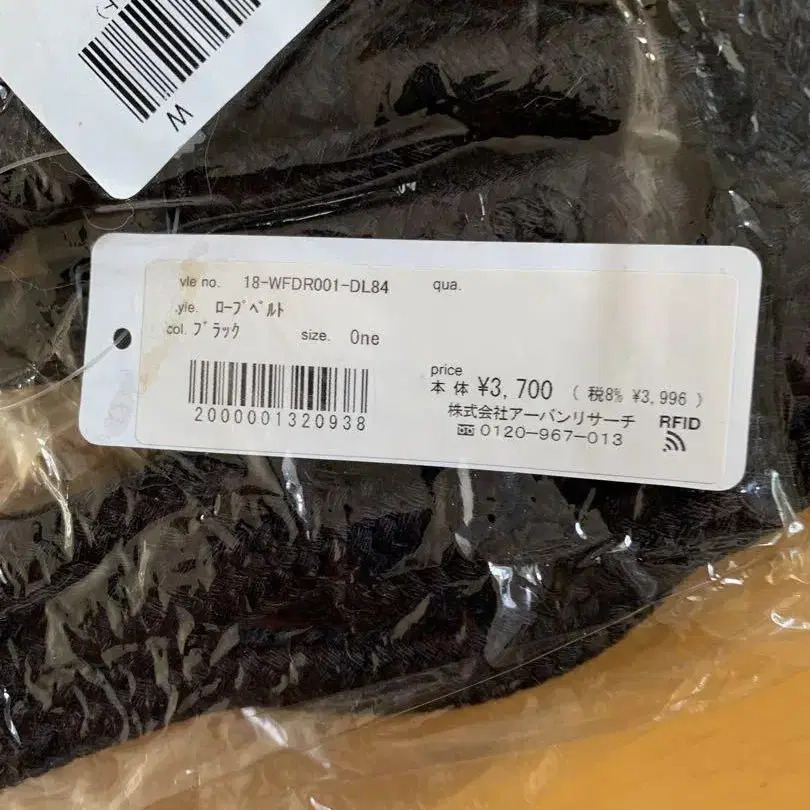 W
yle no. 18-WFDR001-DL84 qua.
yle. ロープベルト
col. ブラック size. One
2000001320938
price
本体 ¥3,700 ( 税8% ¥3,996 )
株式会社アーバンリサーチ
0120-967-013
RFID